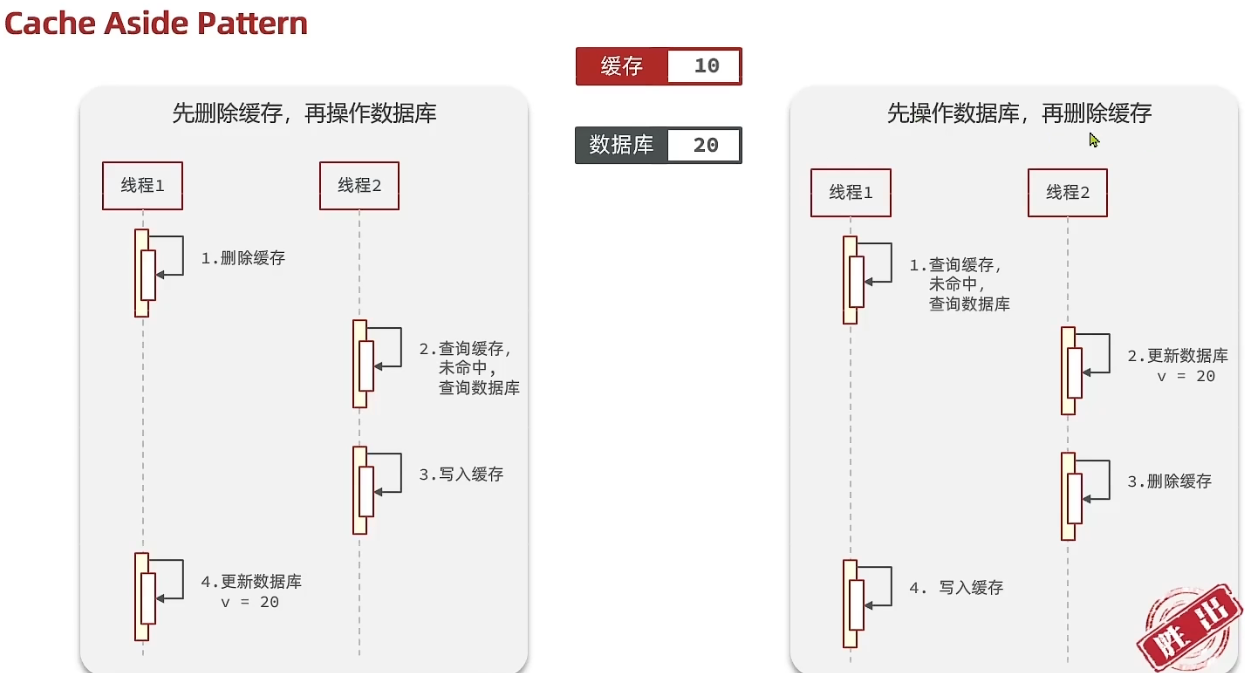 Cache Aside Pattern
缓存 10
数据库 20
先删除缓存，再操作数据库
线程1 线程2
1.删除缓存
2.查询缓存，
未命中，
查询数据库
3.写入缓存
4.更新数据库
v = 20
先操作数据库，再删除缓存
线程1 线程2
1.查询缓存，
未命中，
查询数据库
2.更新数据库
v = 20
3.删除缓存
4. 写入缓存
胜出